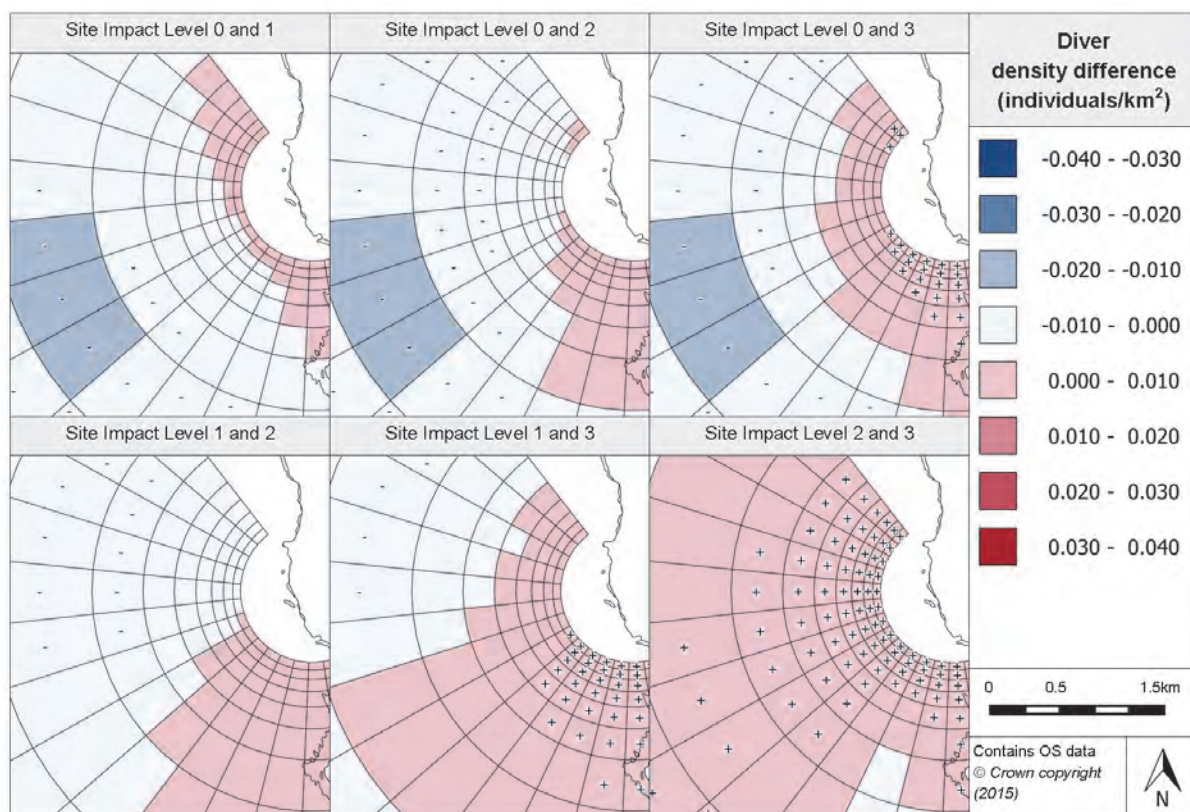 Site Impact Level 0 and 1
Site Impact Level 0 and 2
Site Impact Level 0 and 3
Site Impact Level 1 and 2
Site Impact Level 1 and 3
Site Impact Level 2 and 3
Diver
density difference
(individuals/km²)
-0.040 - -0.030
-0.030 - -0.020
-0.020 - -0.010
-0.010 - 0.000
0.000 - 0.010
0.010 - 0.020
0.020 - 0.030
0.030 - 0.040
0 0.5 1.5km
Contains OS data
© Crown copyright
(2015)
N